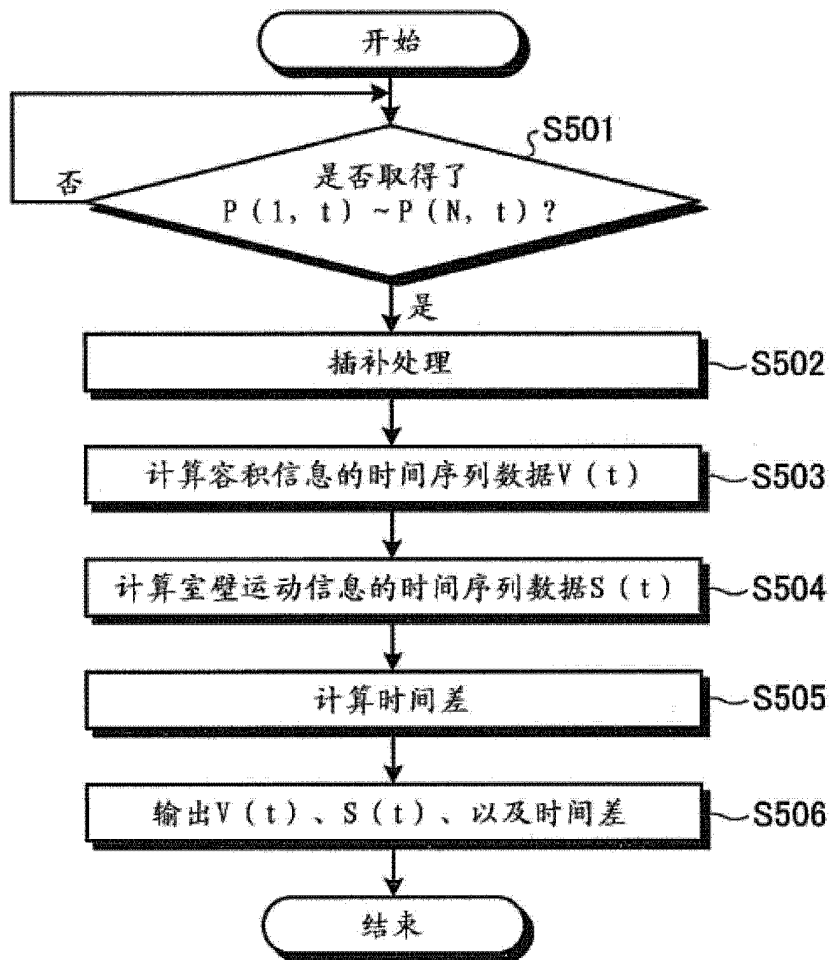 开始
S501
是否取得了
P(1, t)~P(N, t)?
否
是
插补处理
S502
计算容积信息的时间序列数据V(t)
S503
计算室壁运动信息的时间序列数据S(t)
S504
计算时间差
S505
输出V(t)、S(t)、以及时间差
S506
结束